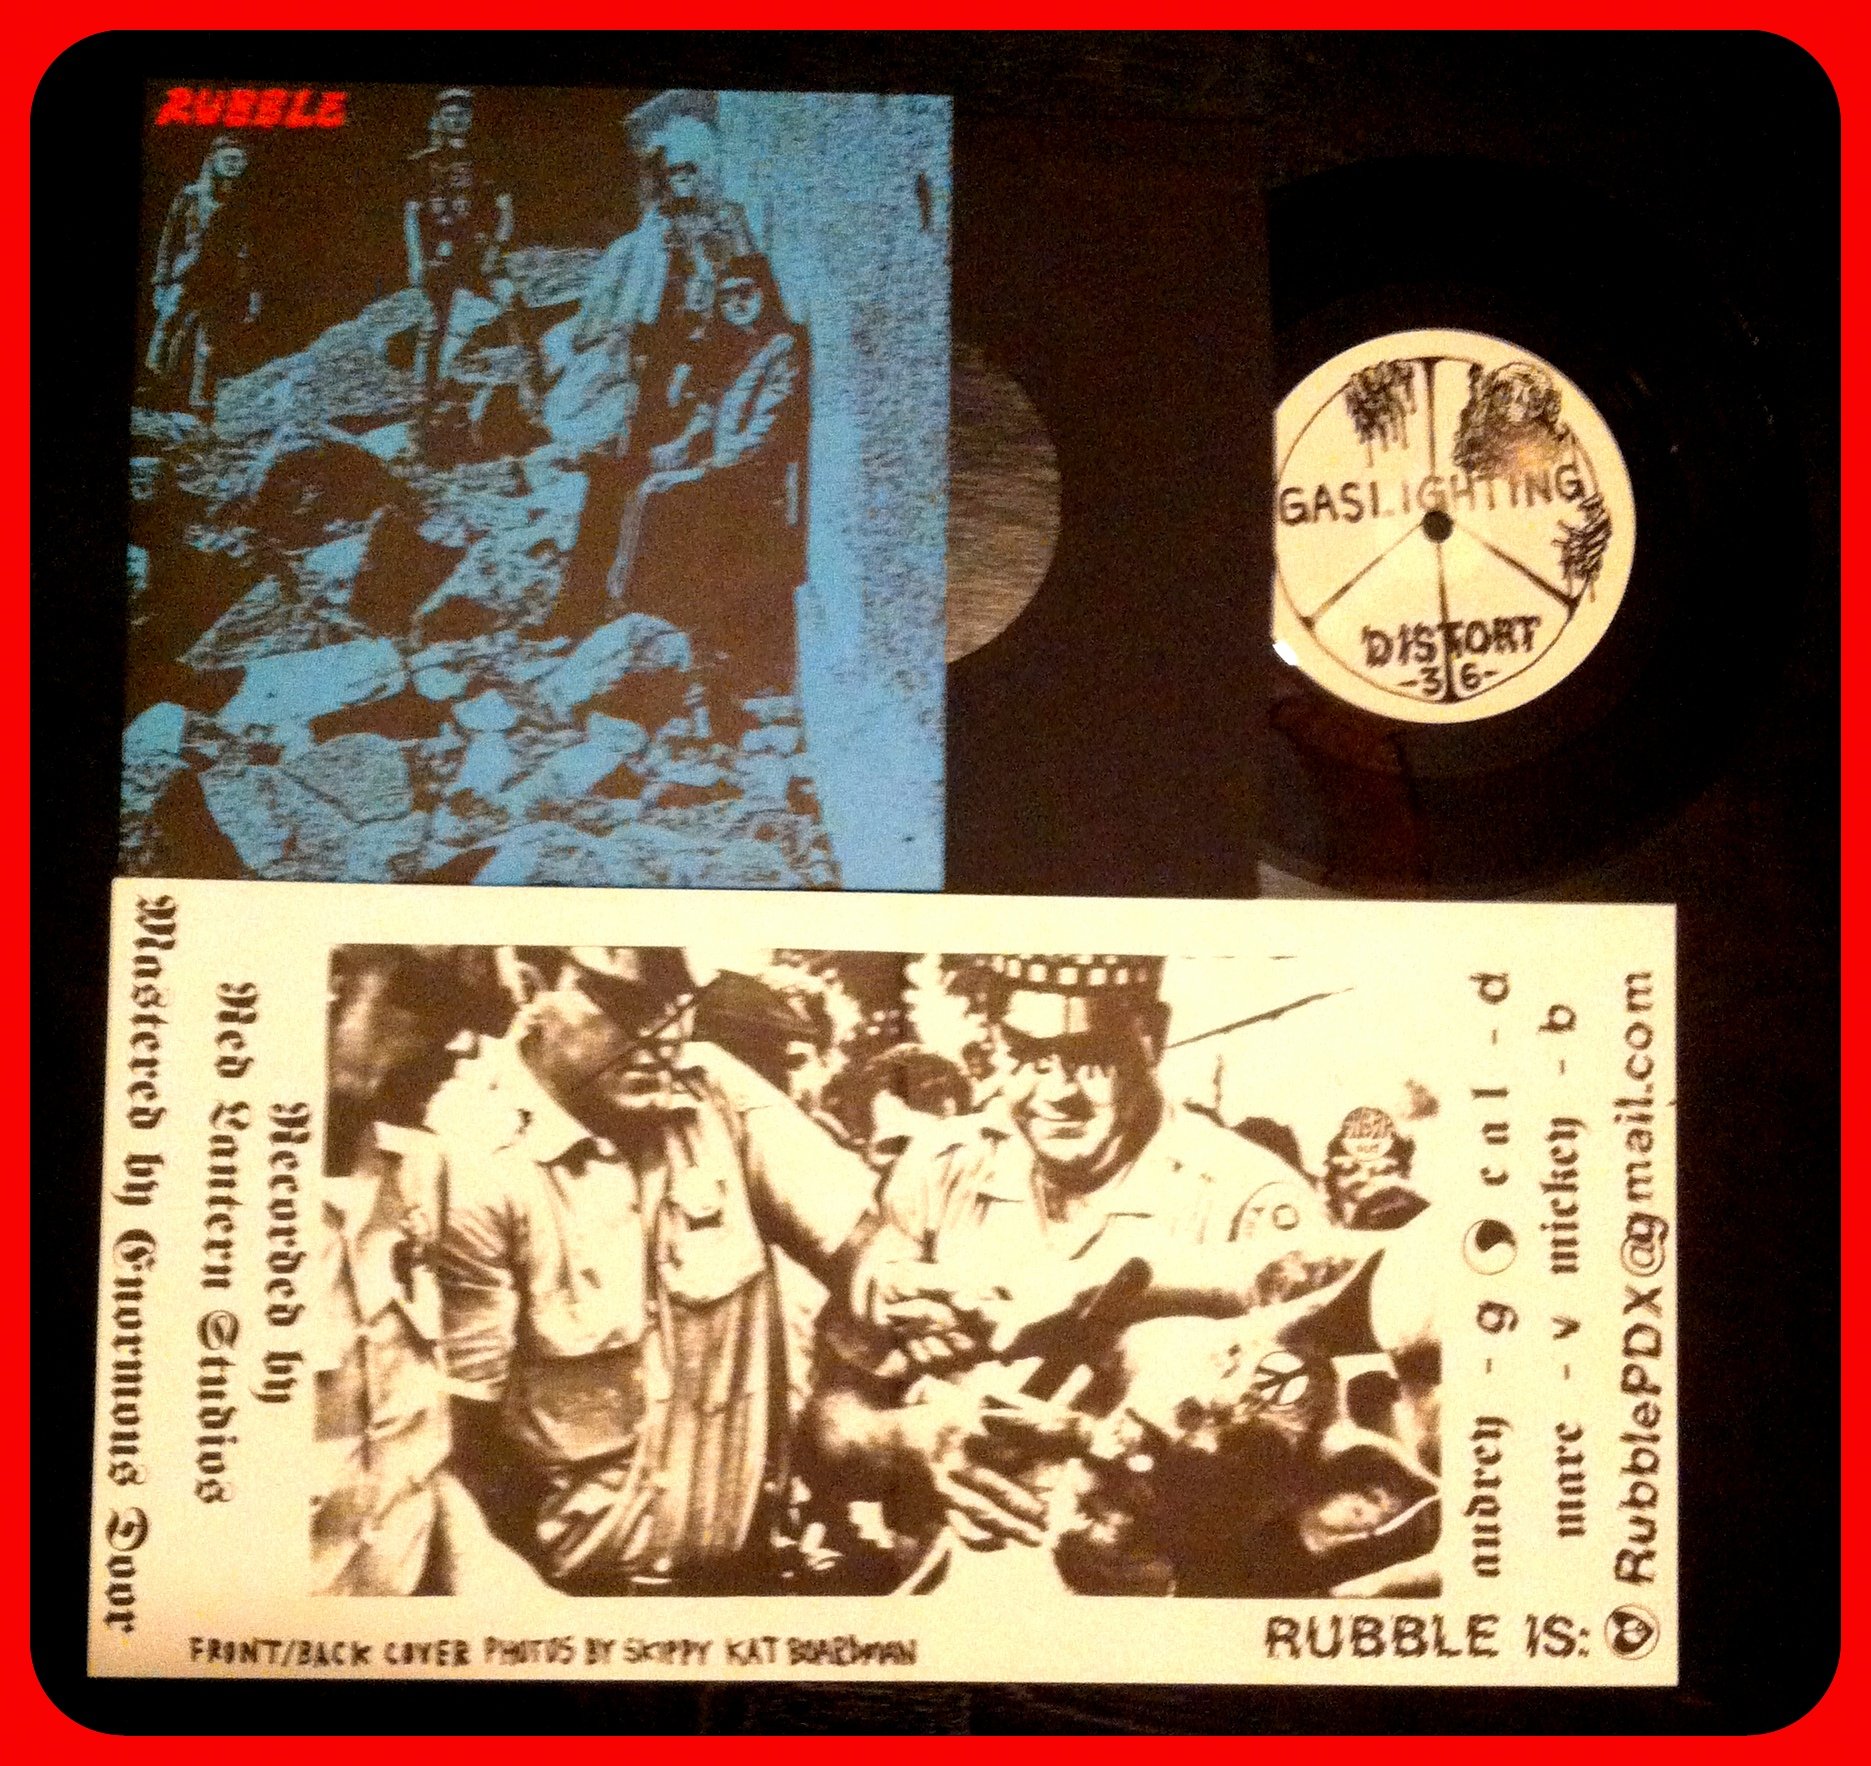 RUBBLE
GASLIGHTING
DISTORT
-36-
Mastered by Enormous Door
Red Lantern Studios
Recorded by
audrey - g cal - d
marc - v mickey - b
RubblePDX@gmail.com
FRONT/BACK COVER PHOTOS BY SKIPPY KAT BOARDMAN
RUBBLE IS: